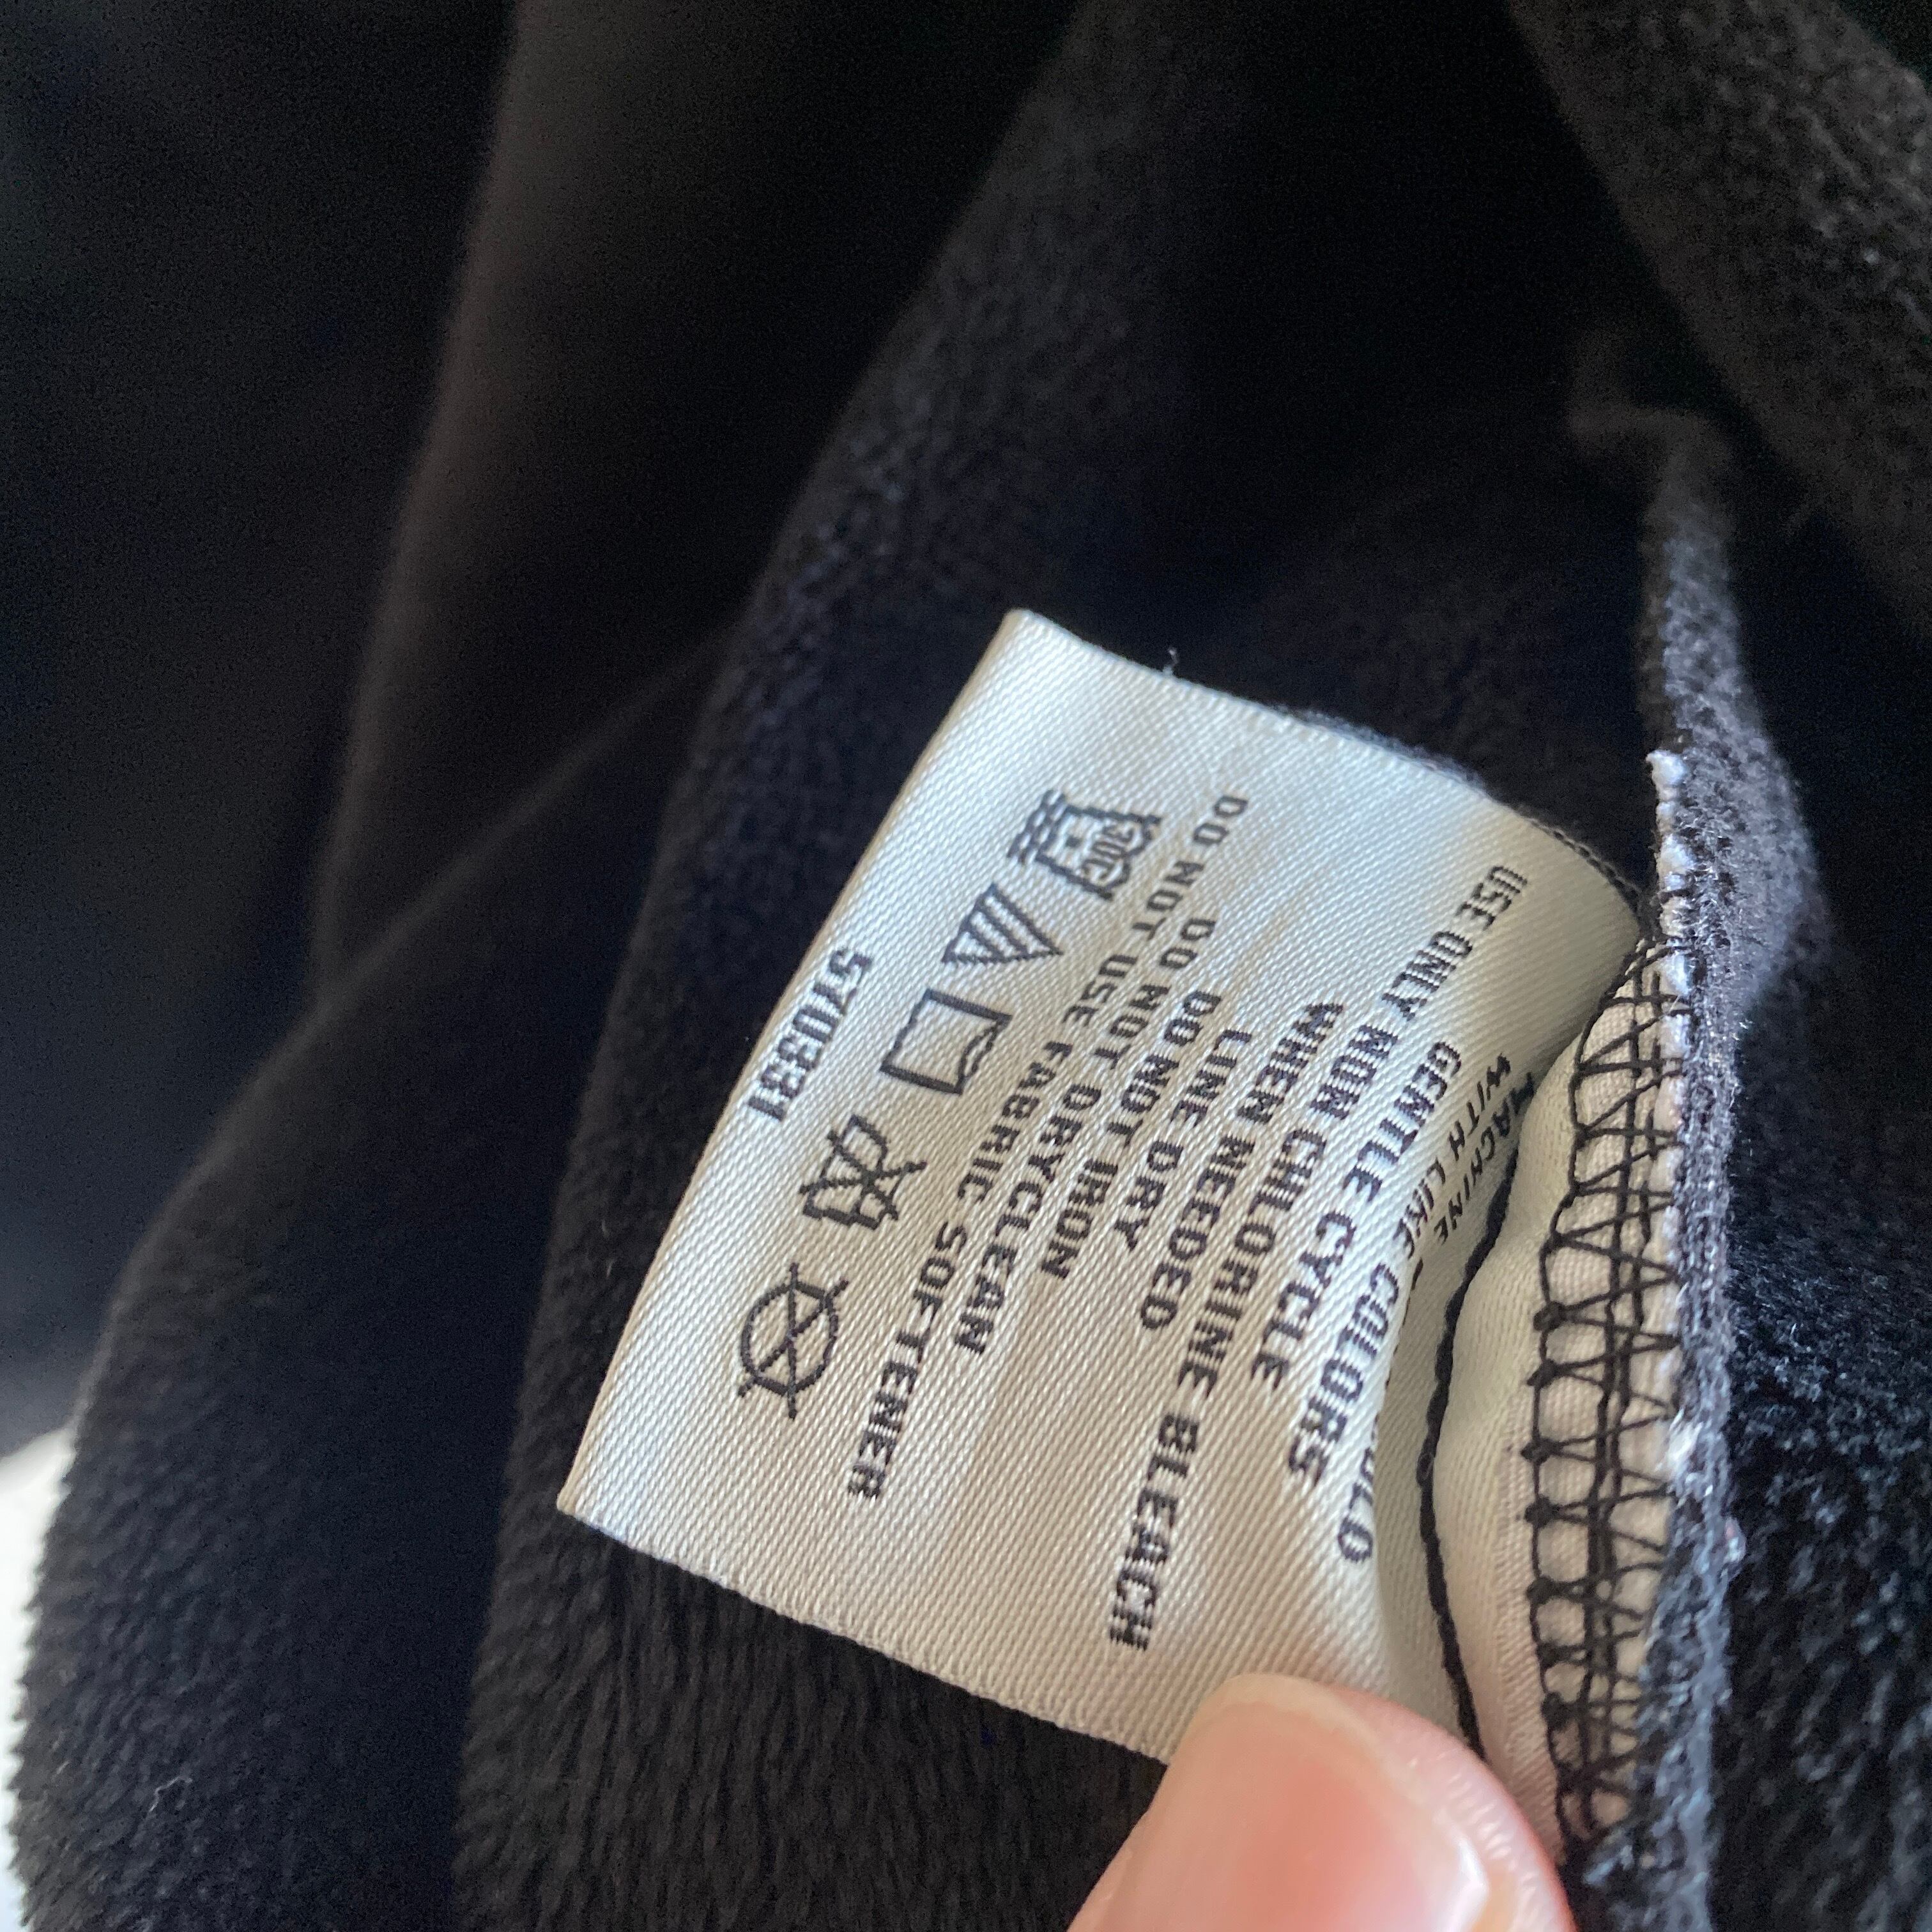 MACHINE
WITH LIKE COLORS
GENTLE CYCLE
USE ONLY NON CHLORINE BLEACH
WHEN NEEDED
LINE DRY
DO NOT IRON
DO NOT DRYCLEAN
DO NOT USE FABRIC SOFTENER
30°C
570331